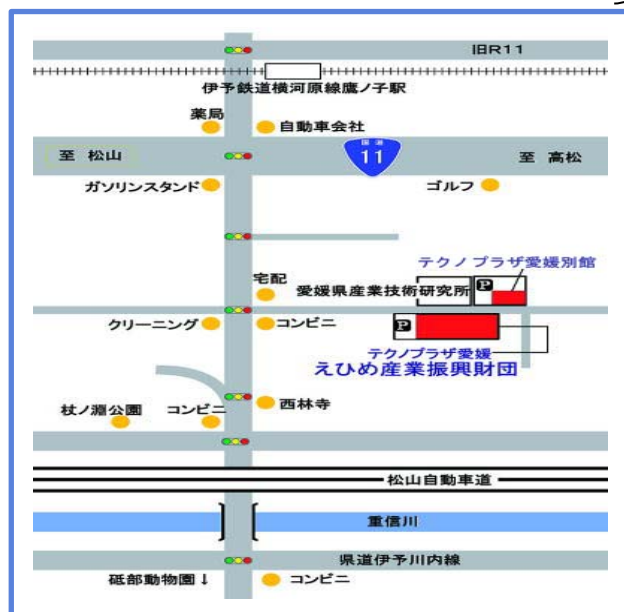 旧R11
伊予鉄道横河原線鷹ノ子駅
薬局
自動車会社
至 松山
国道
11
至 高松
ガソリンスタンド
ゴルフ
テクノプラザ愛媛別館
宅配
愛媛県産業技術研究所
P
クリーニング
コンビニ
P
テクノプラザ愛媛
えひめ産業振興財団
杖ノ淵公園
コンビニ
西林寺
松山自動車道
重信川
県道伊予川内線
砥部動物園↓
コンビニ